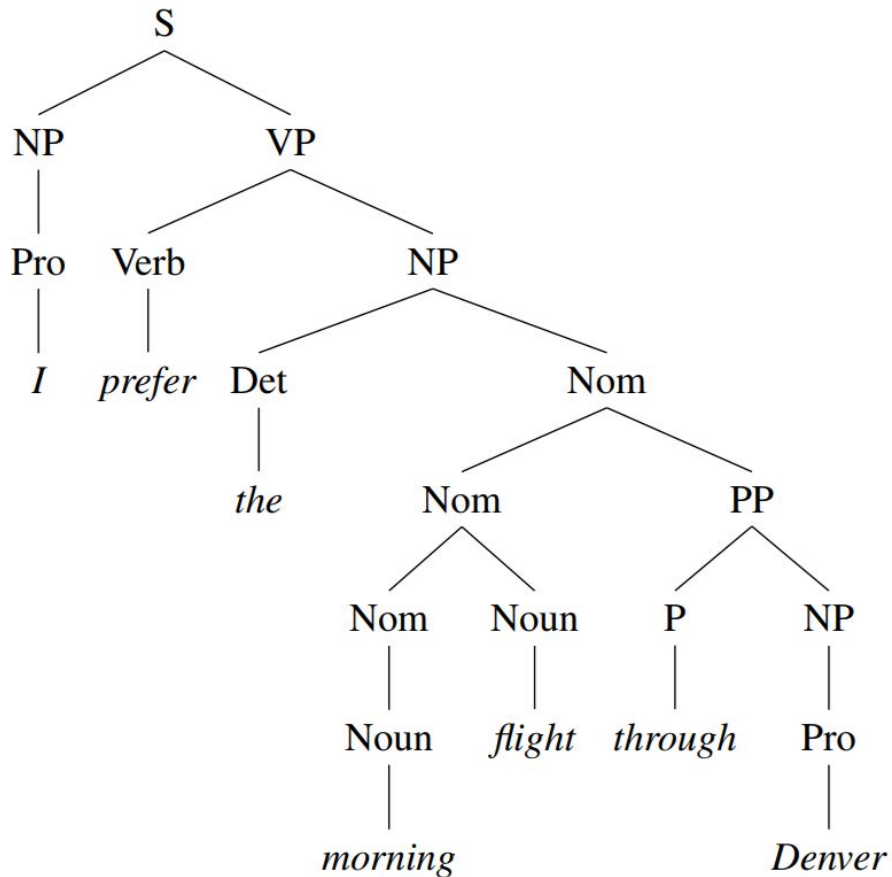 S
NP VP
Pro Verb NP
I prefer Det Nom
the Nom PP
Nom Noun P NP
Noun flight through Pro
morning Denver